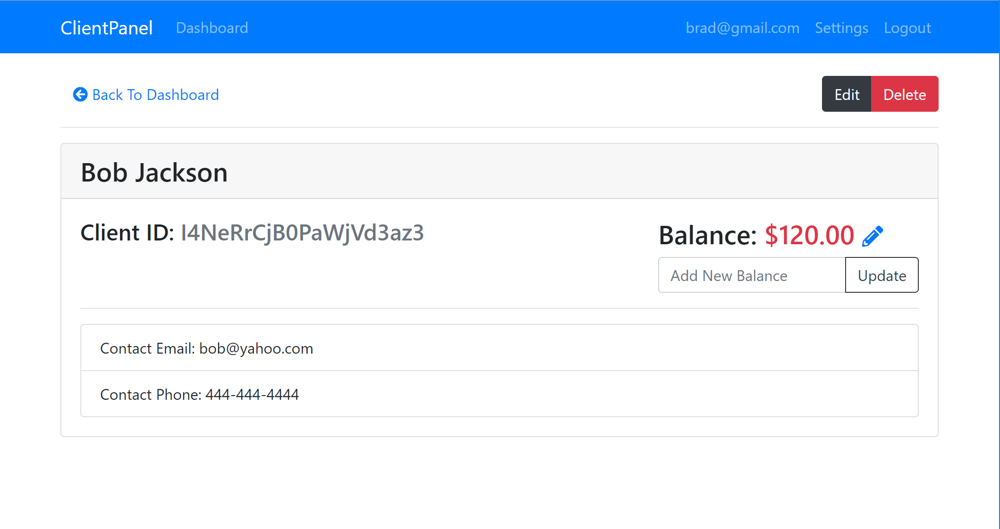 ClientPanel Dashboard brad@gmail.com Settings Logout
Back To Dashboard Edit Delete
Bob Jackson
Client ID: I4NeRrCjB0PaWjVd3az3 Balance: $120.00
Add New Balance Update
Contact Email: bob@yahoo.com
Contact Phone: 444-444-4444